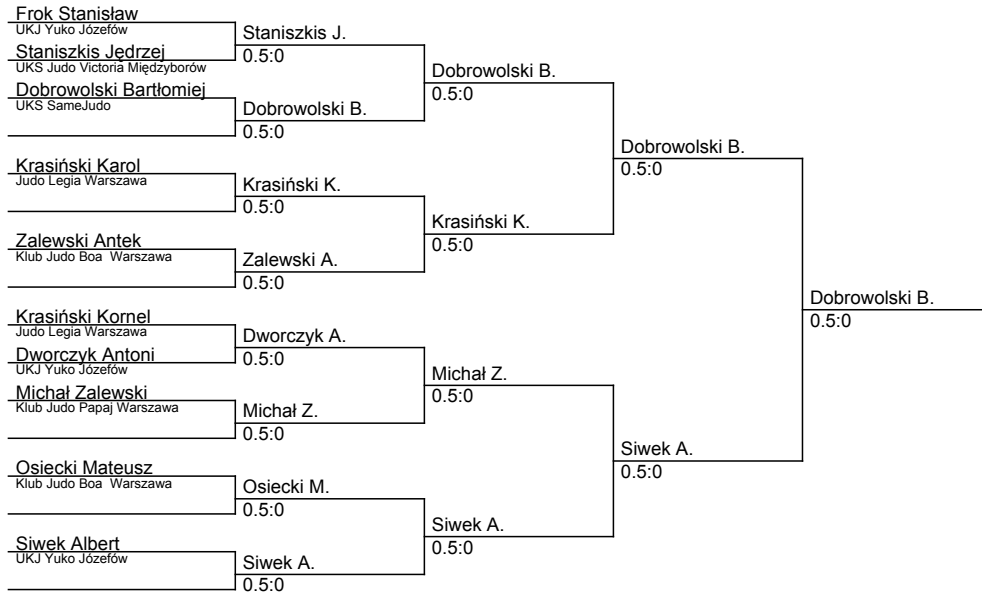 Frok Stanisław
UKJ Yuko Józefów
Staniszkis Jędrzej
UKS Judo Victoria Międzyborów
Dobrowolski Bartłomiej
UKS SameJudo
Krasiński Karol
Judo Legia Warszawa
Zalewski Antek
Klub Judo Boa  Warszawa
Krasiński Kornel
Judo Legia Warszawa
Dworczyk Antoni
UKJ Yuko Józefów
Michał Zalewski
Klub Judo Papaj Warszawa
Osiecki Mateusz
Klub Judo Boa  Warszawa
Siwek Albert
UKJ Yuko Józefów
Staniszkis J.
0.5:0
Dobrowolski B.
0.5:0
Krasiński K.
0.5:0
Zalewski A.
0.5:0
Dworczyk A.
0.5:0
Michał Z.
0.5:0
Osiecki M.
0.5:0
Siwek A.
0.5:0
Dobrowolski B.
0.5:0
Krasiński K.
0.5:0
Michał Z.
0.5:0
Siwek A.
0.5:0
Dobrowolski B.
0.5:0
Siwek A.
0.5:0
Dobrowolski B.
0.5:0